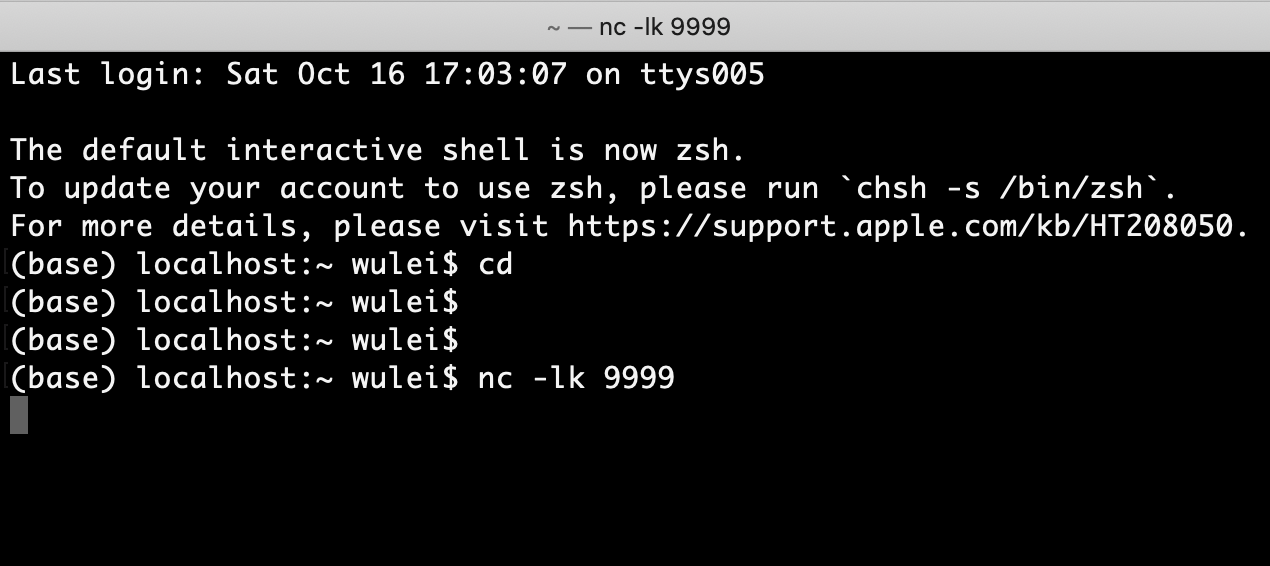 ~ — nc -lk 9999
Last login: Sat Oct 16 17:03:07 on ttys005
The default interactive shell is now zsh.
To update your account to use zsh, please run `chsh -s /bin/zsh`.
For more details, please visit https://support.apple.com/kb/HT208050.
(base) localhost:~ wulei$ cd
(base) localhost:~ wulei$
(base) localhost:~ wulei$
(base) localhost:~ wulei$ nc -lk 9999